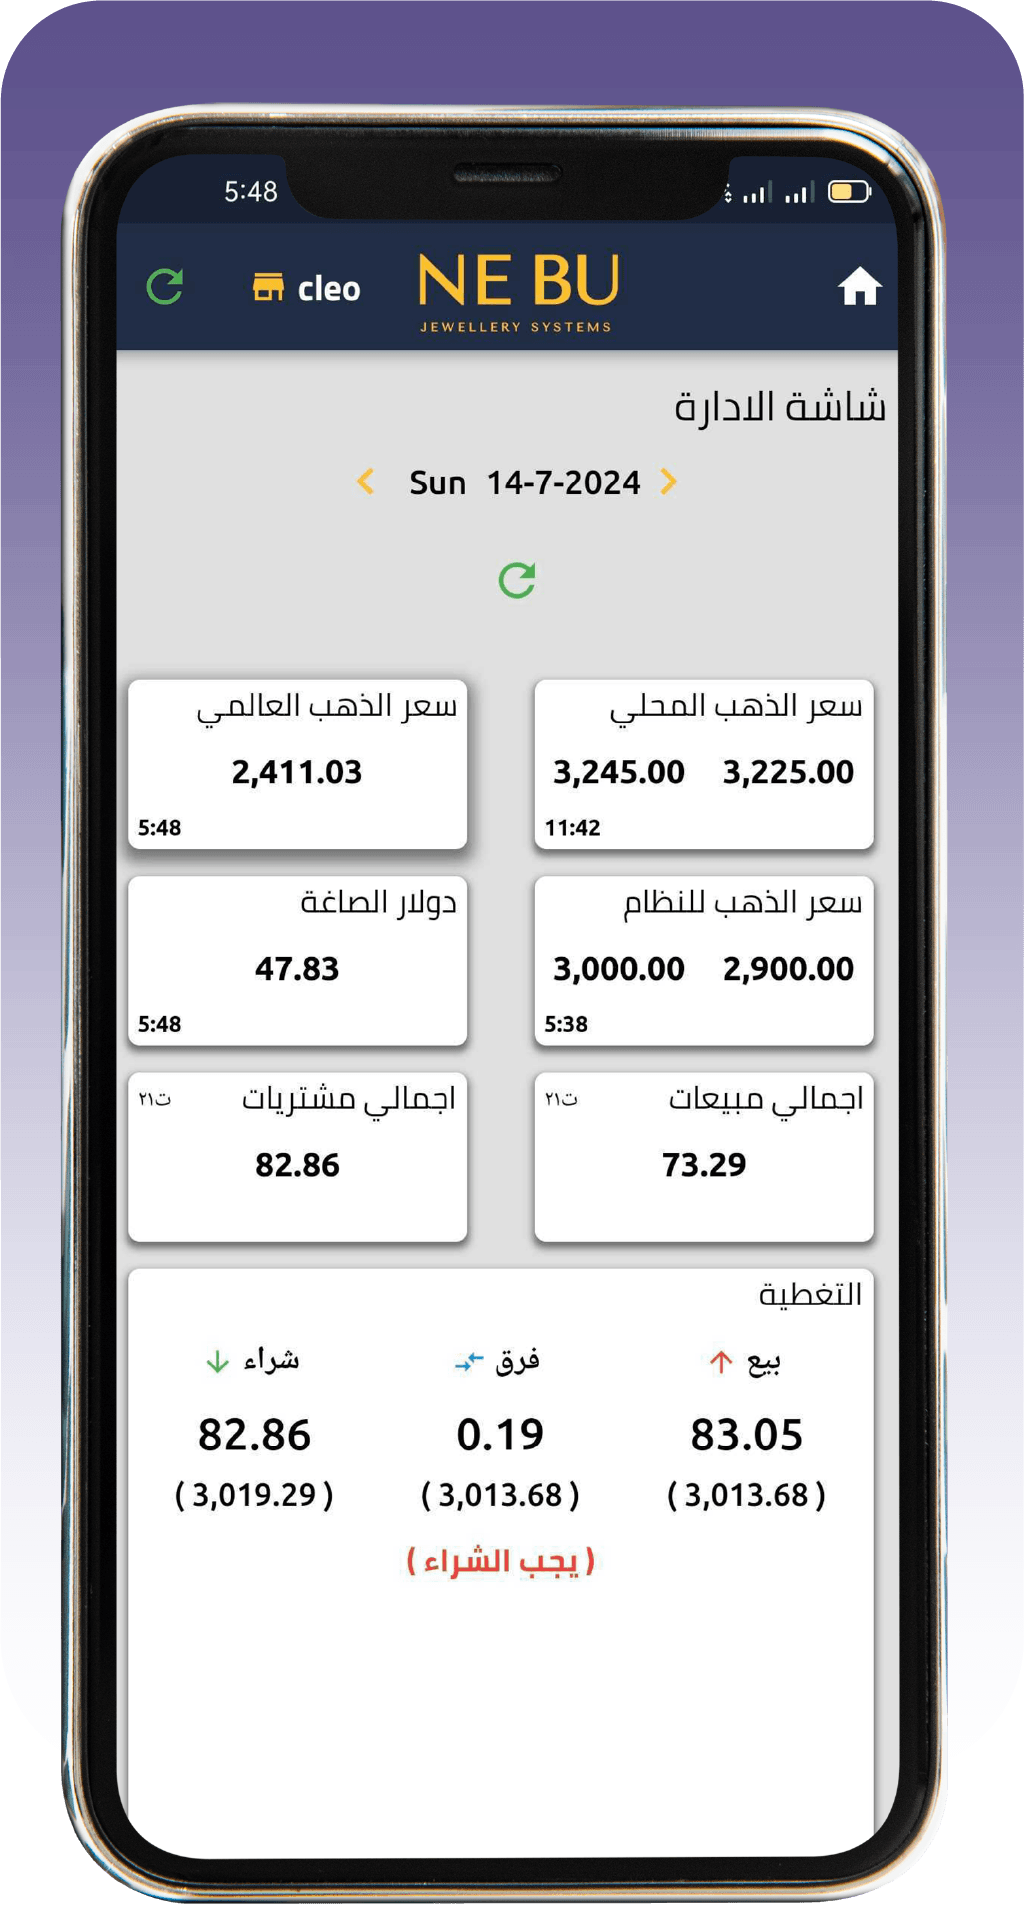 5:48
cleo
NE BU
JEWELLERY SYSTEMS
شاشة الادارة
Sun 14-7-2024
سعر الذهب المحلي
3,245.00 3,225.00
11:42
سعر الذهب العالمي
2,411.03
5:48
سعر الذهب للنظام
3,000.00 2,900.00
5:38
دولار الصاغة
47.83
5:48
اجمالي مبيعات
ت٢١
73.29
اجمالي مشتريات
ت٢١
82.86
التغطية
بيع
83.05
( 3,013.68 )
فرق
0.19
( 3,013.68 )
شراء
82.86
( 3,019.29 )
( يجب الشراء )